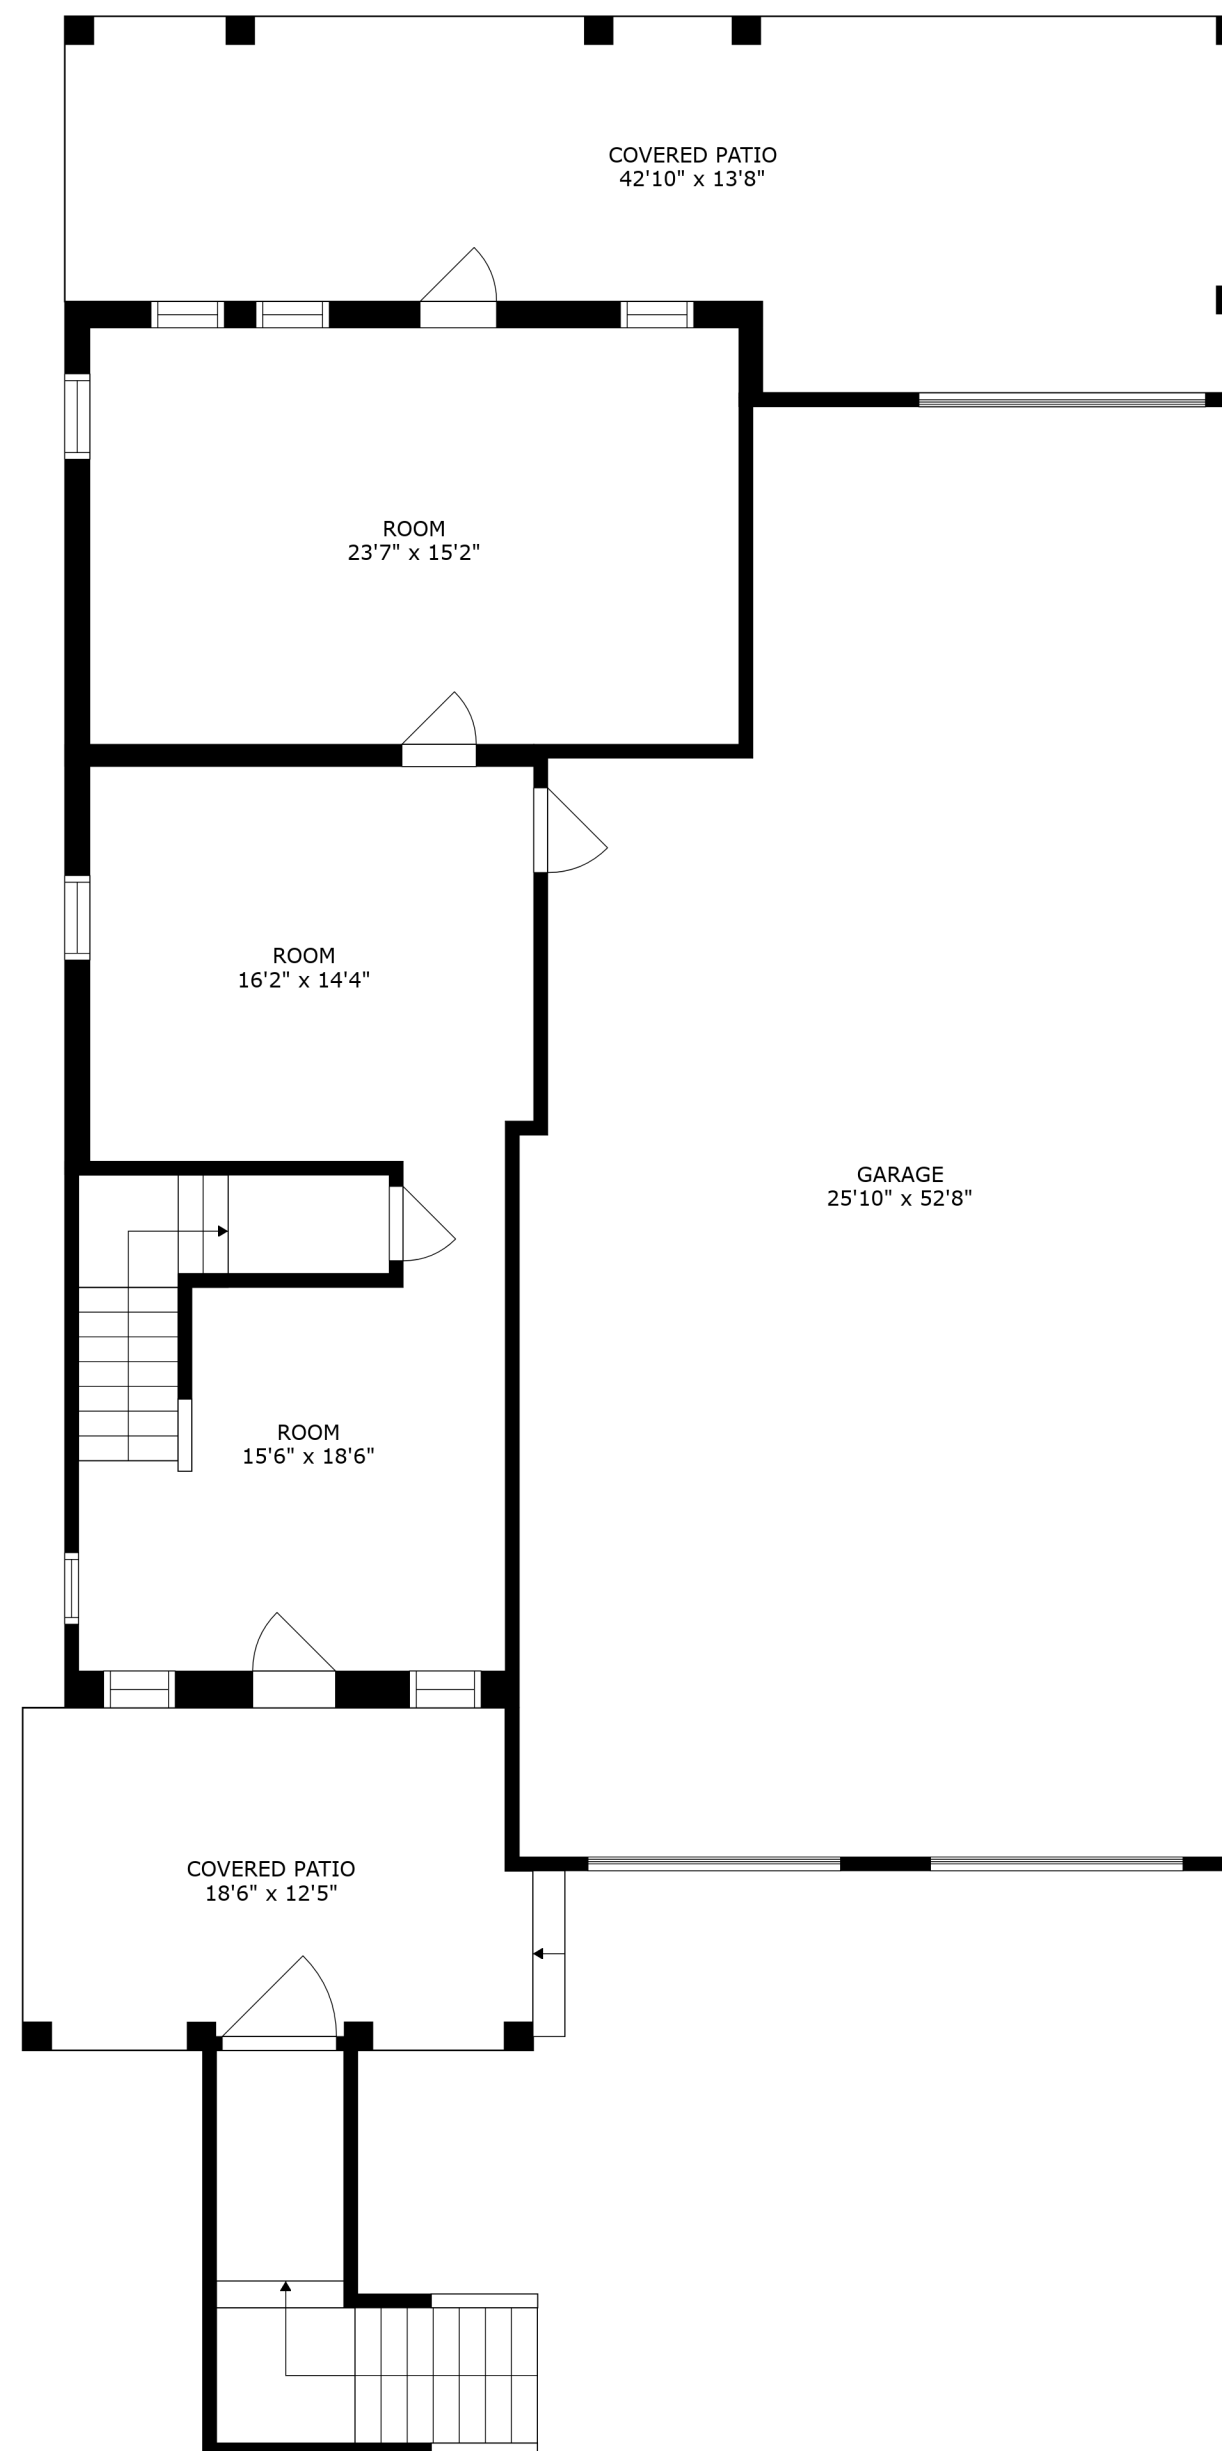 COVERED PATIO
42'10" x 13'8"
ROOM
23'7" x 15'2"
ROOM
16'2" x 14'4"
GARAGE
25'10" x 52'8"
ROOM
15'6" x 18'6"
COVERED PATIO
18'6" x 12'5"